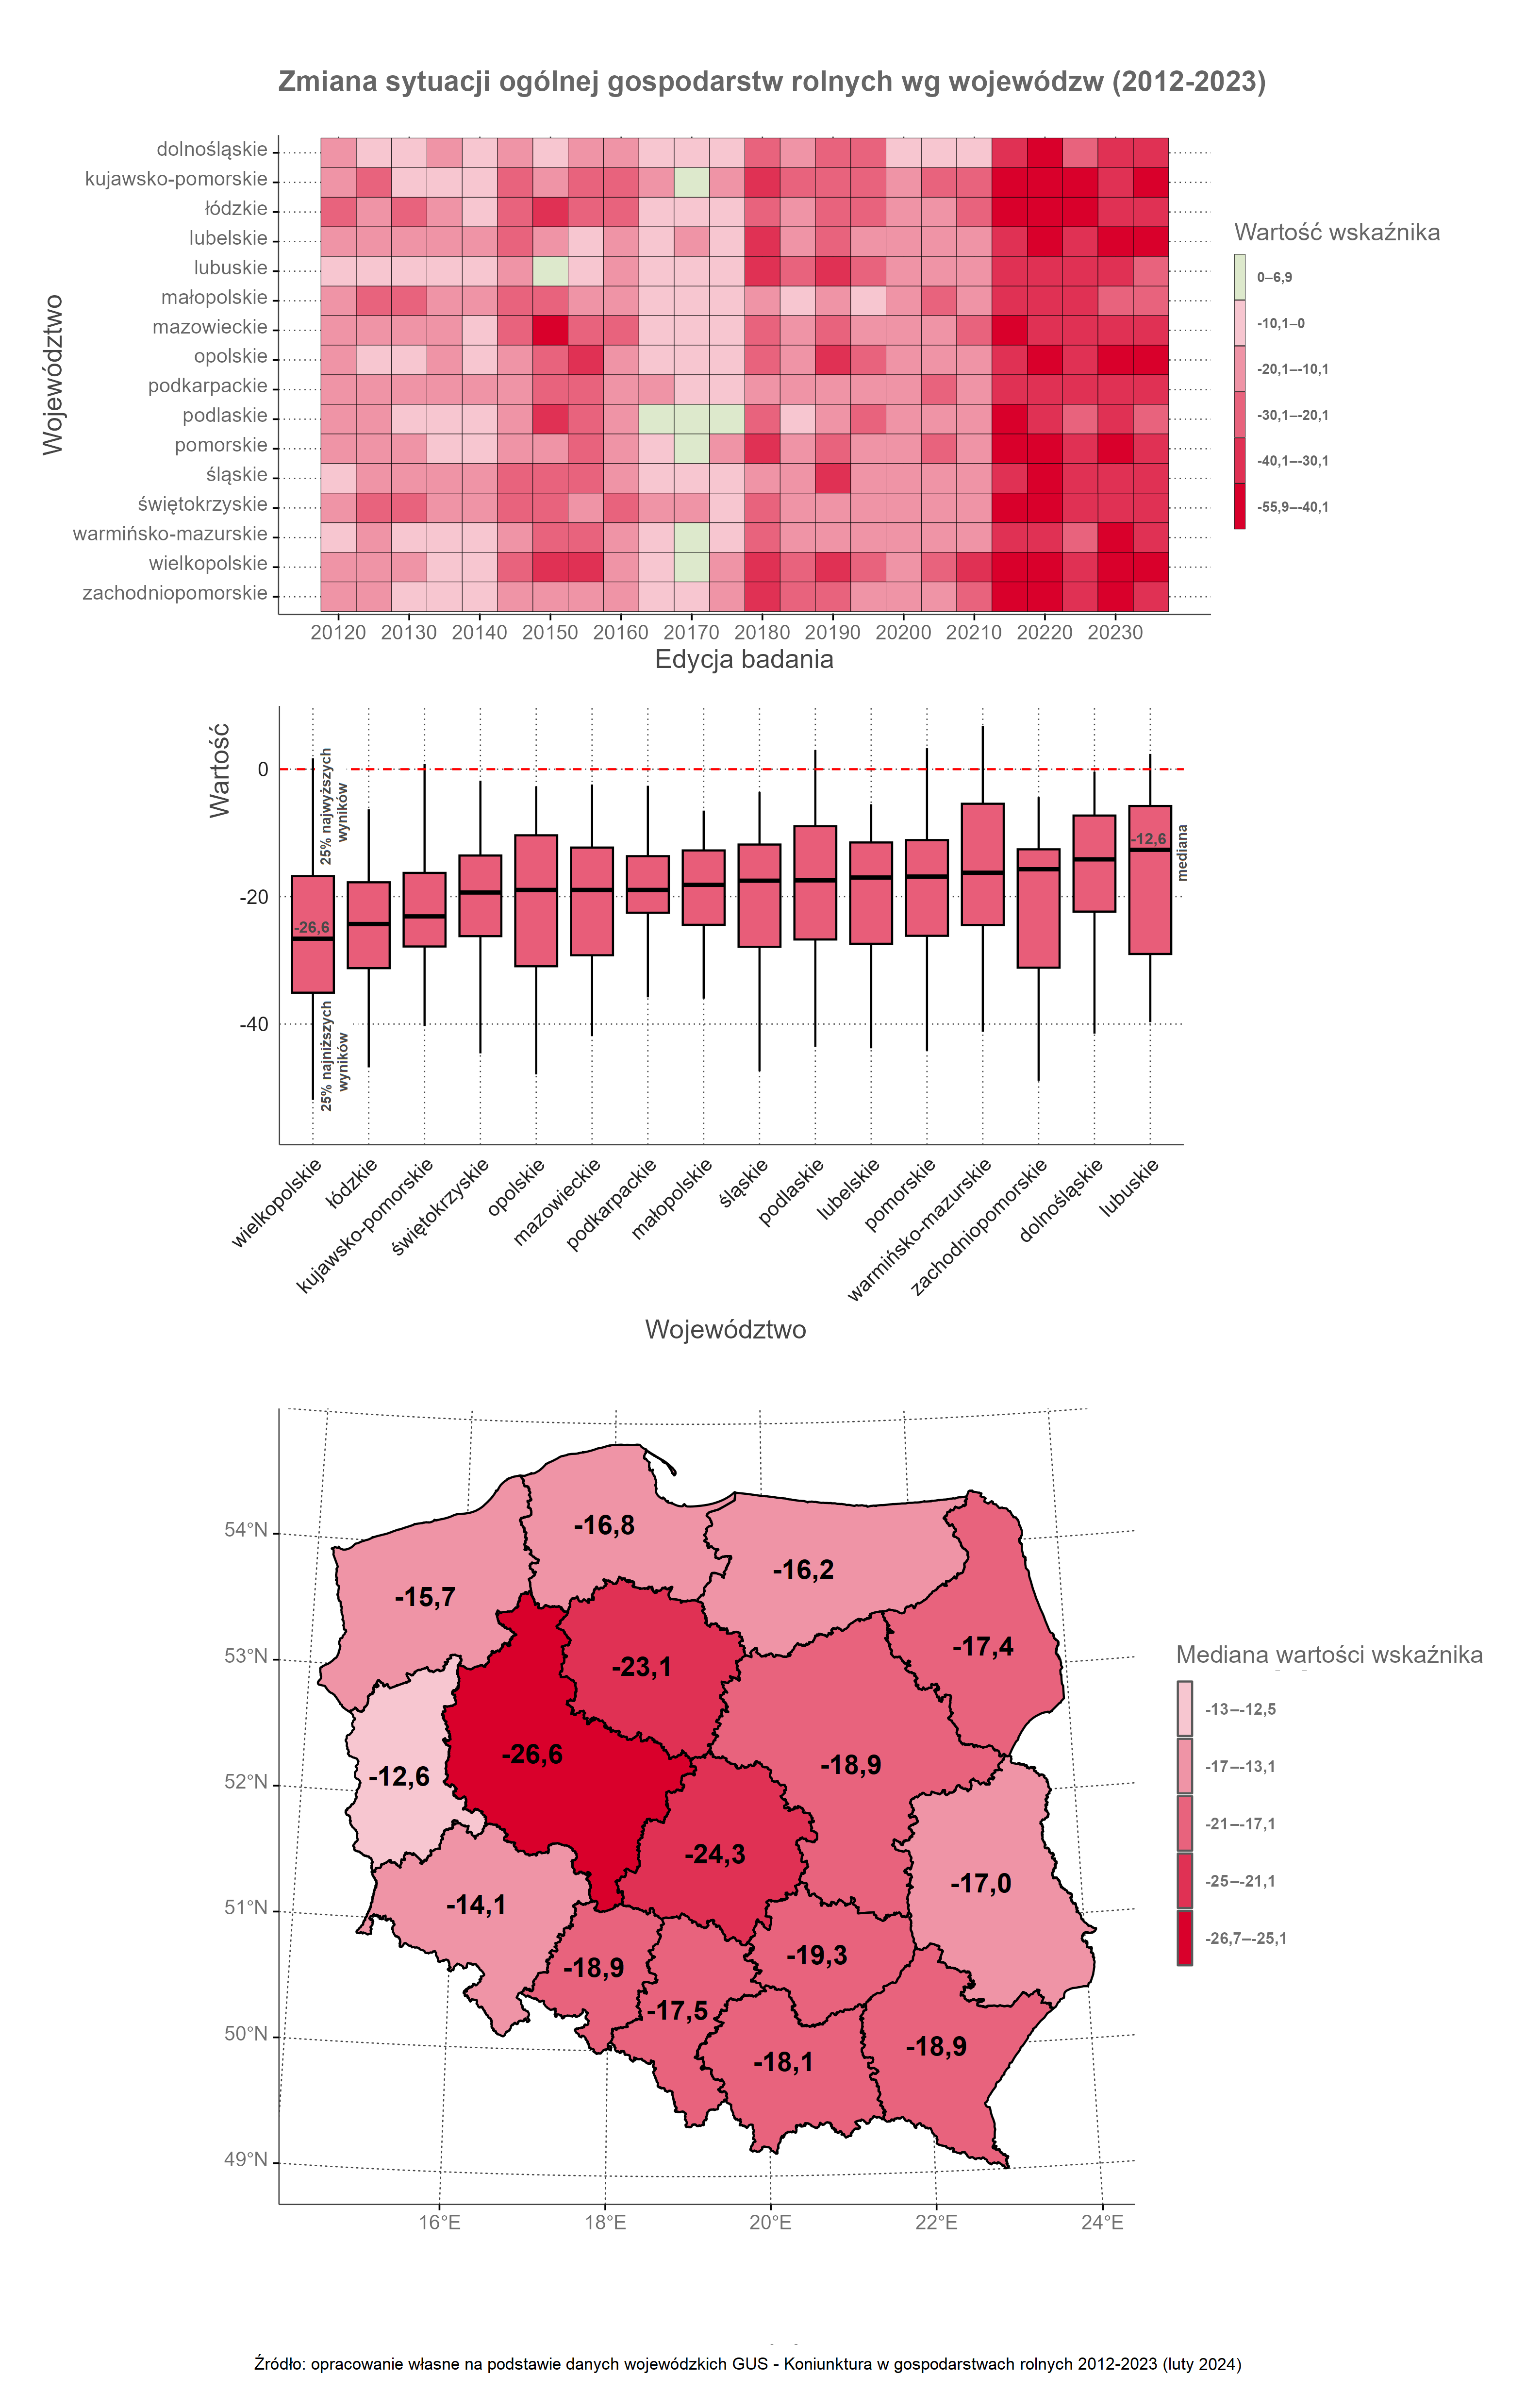 Zmiana sytuacji ogólnej gospodarstw rolnych wg wojewódzw (2012-2023)
Województwo
dolnośląskie
kujawsko-pomorskie
łódzkie
lubelskie
lubuskie
małopolskie
mazowieckie
opolskie
podkarpackie
podlaskie
pomorskie
śląskie
świętokrzyskie
warmińsko-mazurskie
wielkopolskie
zachodniopomorskie
20120 20130 20140 20150 20160 20170 20180 20190 20200 20210 20220 20230
Edycja badania
Wartość wskaźnika
0–6,9
-10,1–0
-20,1–-10,1
-30,1–-20,1
-40,1–-30,1
-55,9–-40,1
Wartość
0
-20
-40
25% najwyższych
wyników
-26,6
25% najniższych
wyników
-12,6
mediana
wielkopolskie
łódzkie
kujawsko-pomorskie
świętokrzyskie
opolskie
mazowieckie
podkarpackie
małopolskie
śląskie
podlaskie
lubelskie
pomorskie
warmińsko-mazurskie
zachodniopomorskie
dolnośląskie
lubuskie
Województwo
54°N
53°N
52°N
51°N
50°N
49°N
-16,8
-16,2
-15,7
-17,4
-23,1
-26,6
-18,9
-12,6
-24,3
-17,0
-14,1
-19,3
-18,9
-17,5
-18,9
-18,1
16°E 18°E 20°E 22°E 24°E
Mediana wartości wskaźnika
-13–-12,5
-17–-13,1
-21–-17,1
-25–-21,1
-26,7–-25,1
Źródło: opracowanie własne na podstawie danych wojewódzkich GUS - Koniunktura w gospodarstwach rolnych 2012-2023 (luty 2024)